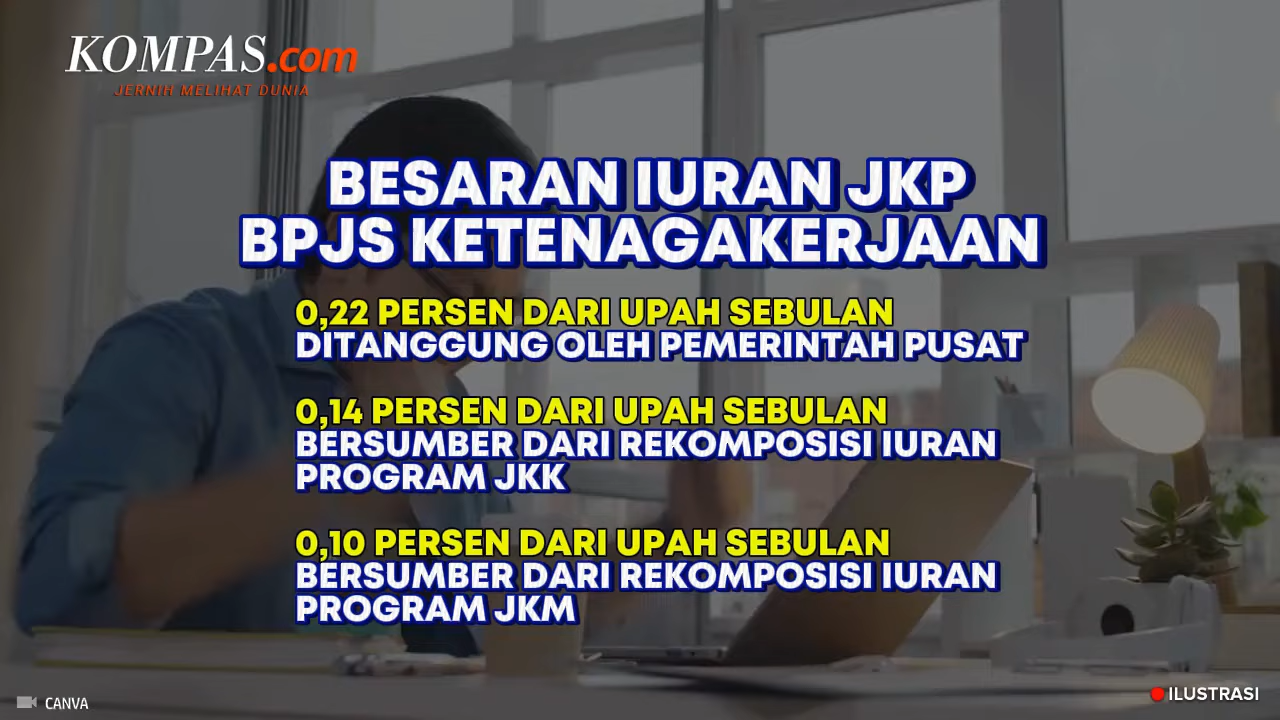 KOMPAS.com
JERNIH MELIHAT DUNIA
BESARAN IURAN JKP
BPJS KETENAGAKERJAAN
0,22 PERSEN DARI UPAH SEBULAN
DITANGGUNG OLEH PEMERINTAH PUSAT
0,14 PERSEN DARI UPAH SEBULAN
BERSUMBER DARI REKOMPOSISI IURAN
PROGRAM JKK
0,10 PERSEN DARI UPAH SEBULAN
BERSUMBER DARI REKOMPOSISI IURAN
PROGRAM JKM
CANVA
ILUSTRASI